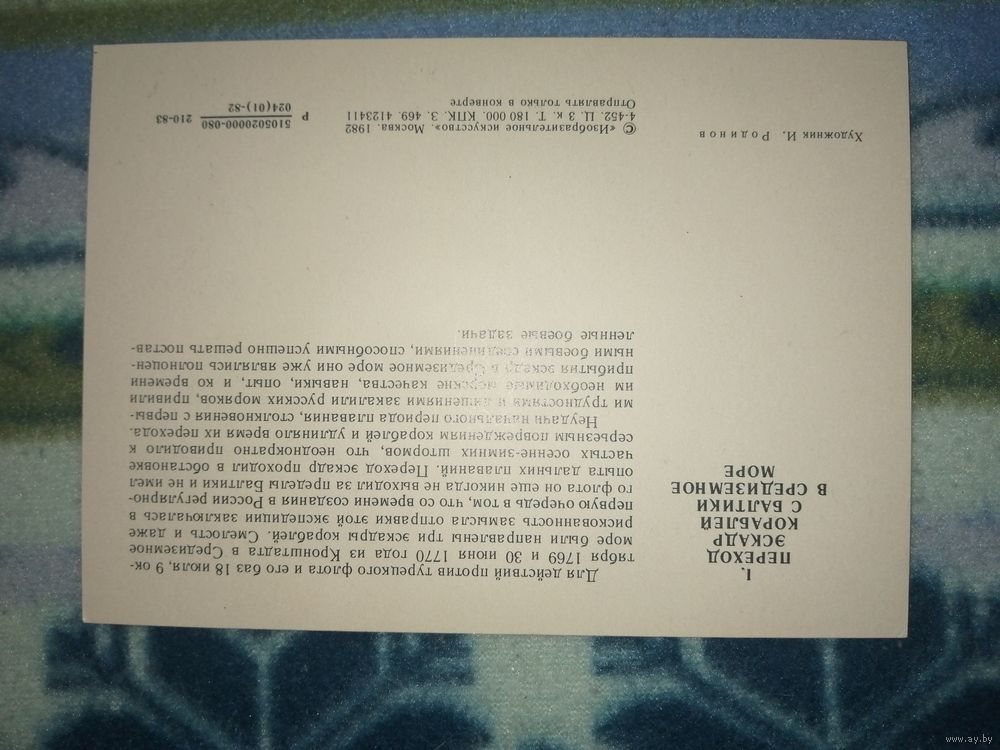 1.
ПЕРЕХОД
ЭСКАДР
КОРАБЛЕЙ
С БАЛТИКИ
В СРЕДИЗЕМНОЕ
МОРЕ
Для действий против турецкого флота и его баз 18 июля, 9 ок-
тября 1769 и 30 июня 1770 года из Кронштадта в Средиземное
море были направлены три эскадры кораблей. Смелость и даже
рискованность замысла отправки этой экспедиции заключалась в
первую очередь в том, что со времени создания в России регулярно-
го флота он еще никогда не выходил за пределы Балтики и не имел
опыта дальних плаваний. Переход эскадр проходил в обстановке
частых осенне-зимних штормов, что неоднократно приводило к
серьезным повреждениям кораблей и удлиняло время их перехода.
Неудачи начального периода плавания, столкновения с первы-
ми трудностями и лишениями закалили русских моряков, привили
им необходимые морские качества, навыки, опыт, и ко времени
прибытия эскадр в Средиземное море они уже являлись полноцен-
ными боевыми соединениями, способными успешно решать постав-
ленные боевые задачи.
Художник И. Родинов
© «Изобразительное искусство». Москва. 1982
4-452. Ц. 3 к. Т. 180 000. КПК. З. 469. 4123411
Отправлять только в конверте
Р 5105020000-080 210-83
024(01)-82
www.ay.by